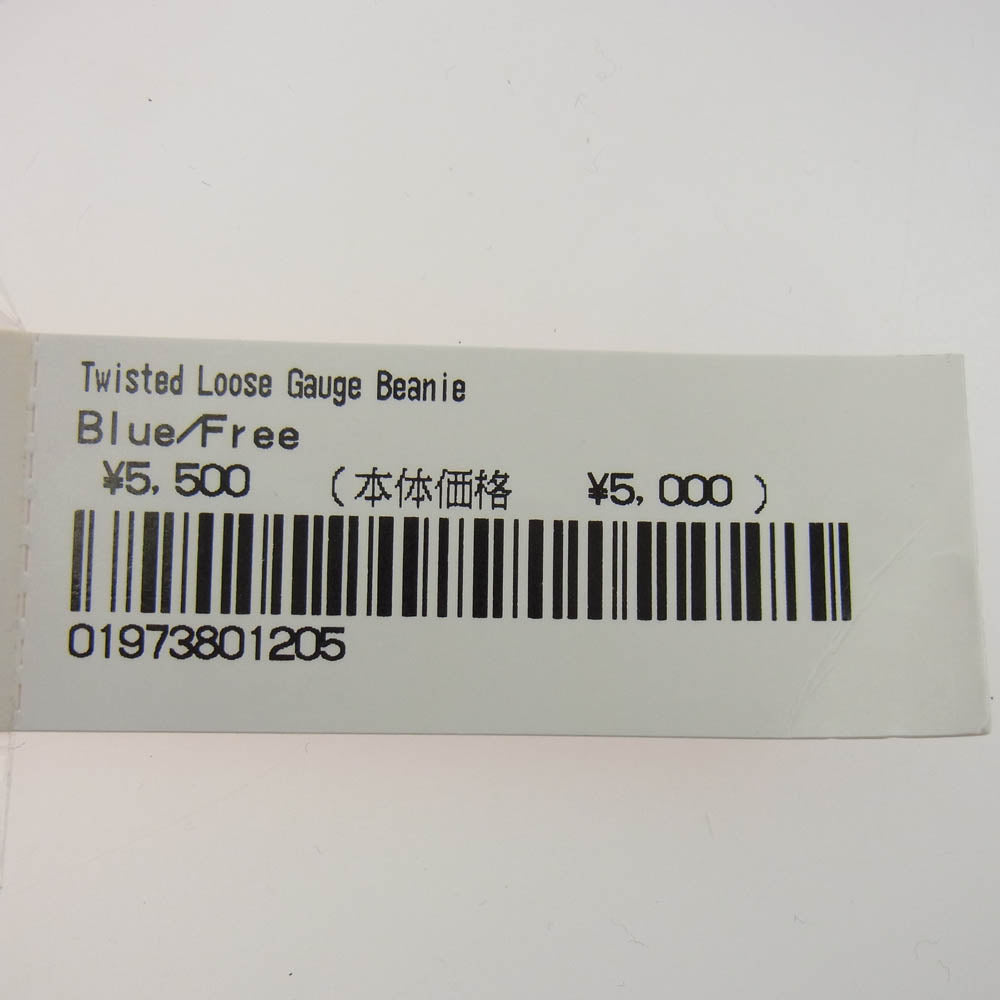 Twisted Loose Gauge Beanie
Blue/Free
¥5,500 (本体価格 ¥5,000)
01973801205